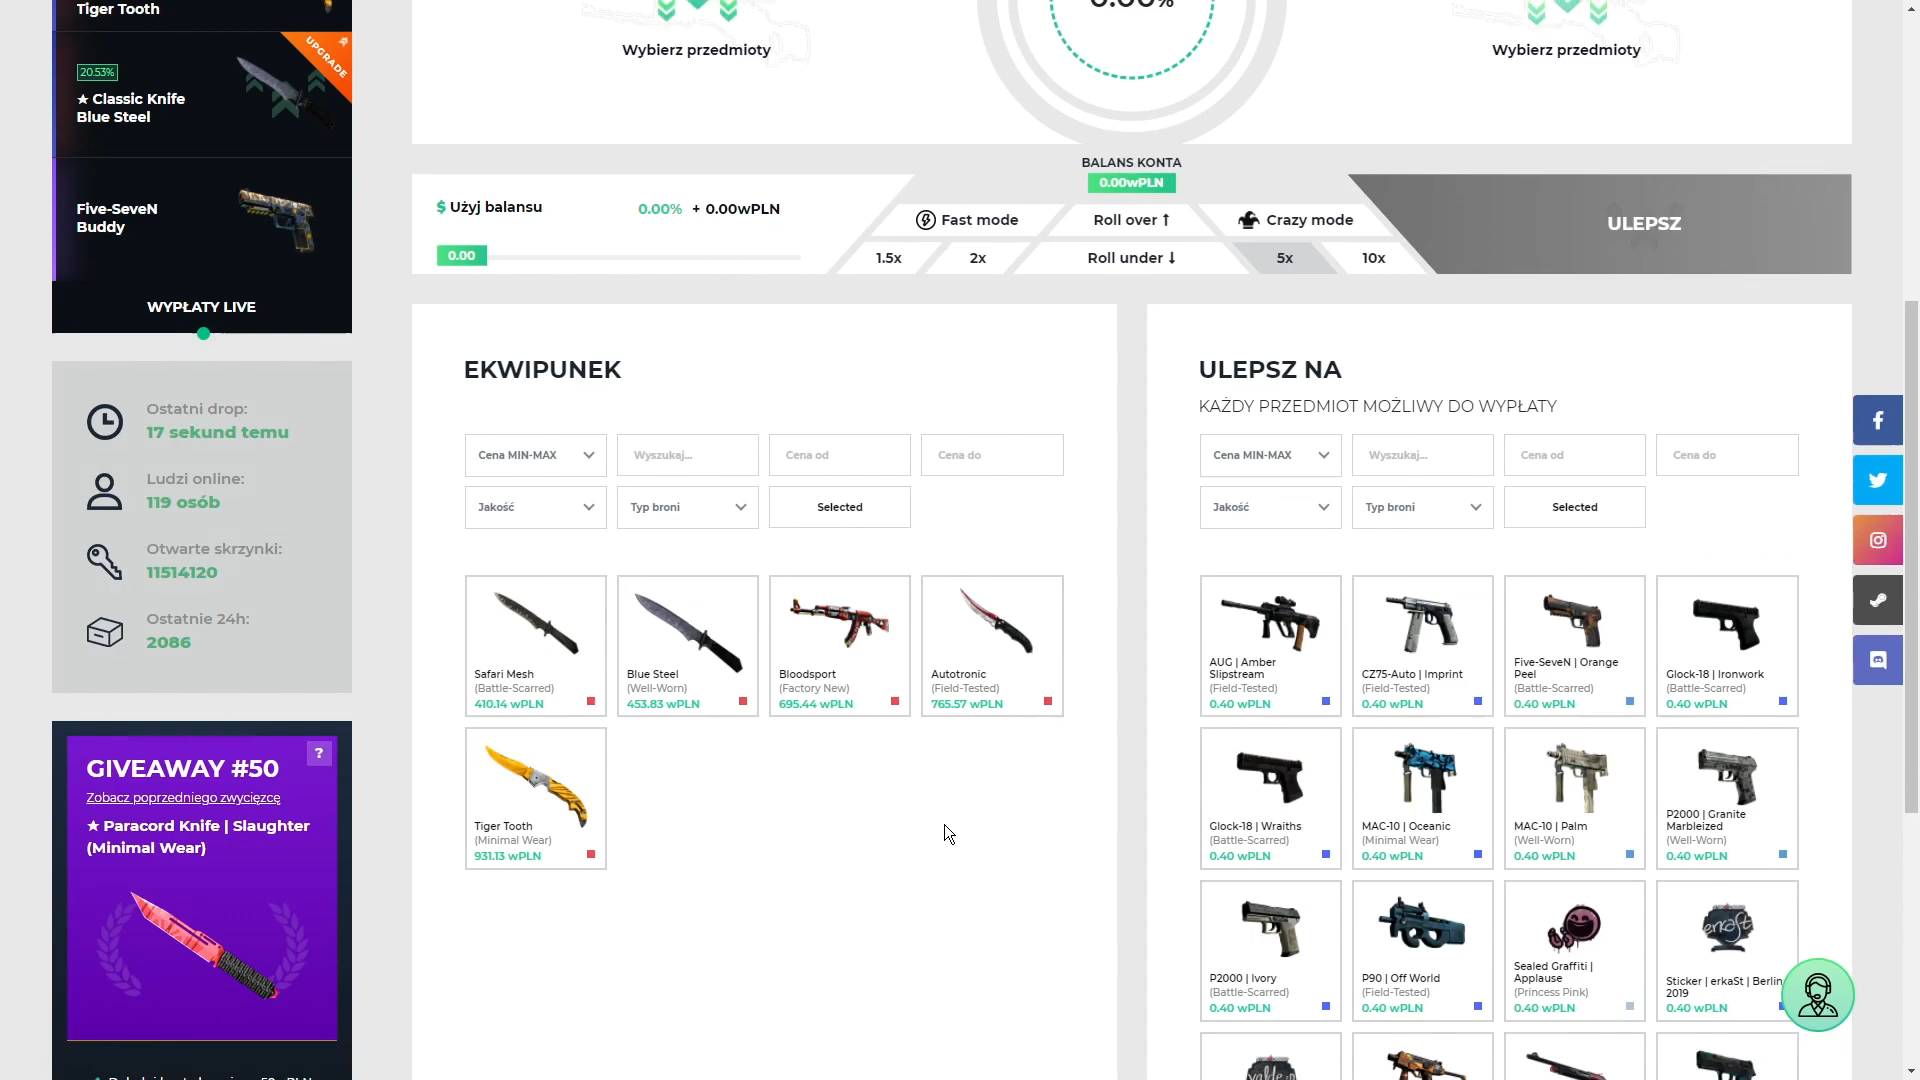 Tiger Tooth
UPGRADE
20.53%
★ Classic Knife
Blue Steel
Five-SeveN
Buddy
WYPŁATY LIVE
Ostatni drop:
17 sekund temu
Ludzi online:
119 osób
Otwarte skrzynki:
11514120
Ostatnie 24h:
2086
GIVEAWAY #50
?
Zobacz poprzedniego zwycięzcę
★ Paracord Knife | Slaughter
(Minimal Wear)
Wybierz przedmioty
0.00%
Wybierz przedmioty
BALANS KONTA
0.00wPLN
$ Użyj balansu
0.00% + 0.00wPLN
0.00
Fast mode
Roll over ↑
Crazy mode
1.5x
2x
Roll under ↓
5x
10x
ULEPSZ
EKWIPUNEK
Cena MIN-MAX
Wyszukaj...
Cena od
Cena do
Jakość
Typ broni
Selected
Safari Mesh
(Battle-Scarred)
410.14 wPLN
Blue Steel
(Well-Worn)
453.83 wPLN
Bloodsport
(Factory New)
695.44 wPLN
Autotronic
(Field-Tested)
765.57 wPLN
Tiger Tooth
(Minimal Wear)
931.13 wPLN
ULEPSZ NA
KAŻDY PRZEDMIOT MOŻLIWY DO WYPŁATY
Cena MIN-MAX
Wyszukaj...
Cena od
Cena do
Jakość
Typ broni
Selected
AUG | Amber
Slipstream
(Field-Tested)
0.40 wPLN
CZ75-Auto | Imprint
(Field-Tested)
0.40 wPLN
Five-SeveN | Orange
Peel
(Battle-Scarred)
0.40 wPLN
Glock-18 | Ironwork
(Battle-Scarred)
0.40 wPLN
Glock-18 | Wraiths
(Battle-Scarred)
0.40 wPLN
MAC-10 | Oceanic
(Minimal Wear)
0.40 wPLN
MAC-10 | Palm
(Well-Worn)
0.40 wPLN
P2000 | Granite
Marbleized
(Well-Worn)
0.40 wPLN
P2000 | Ivory
(Battle-Scarred)
0.40 wPLN
P90 | Off World
(Field-Tested)
0.40 wPLN
Sealed Graffiti |
Applause
(Princess Pink)
0.40 wPLN
Sticker | erkaSt | Berlin
2019
0.40 wPLN